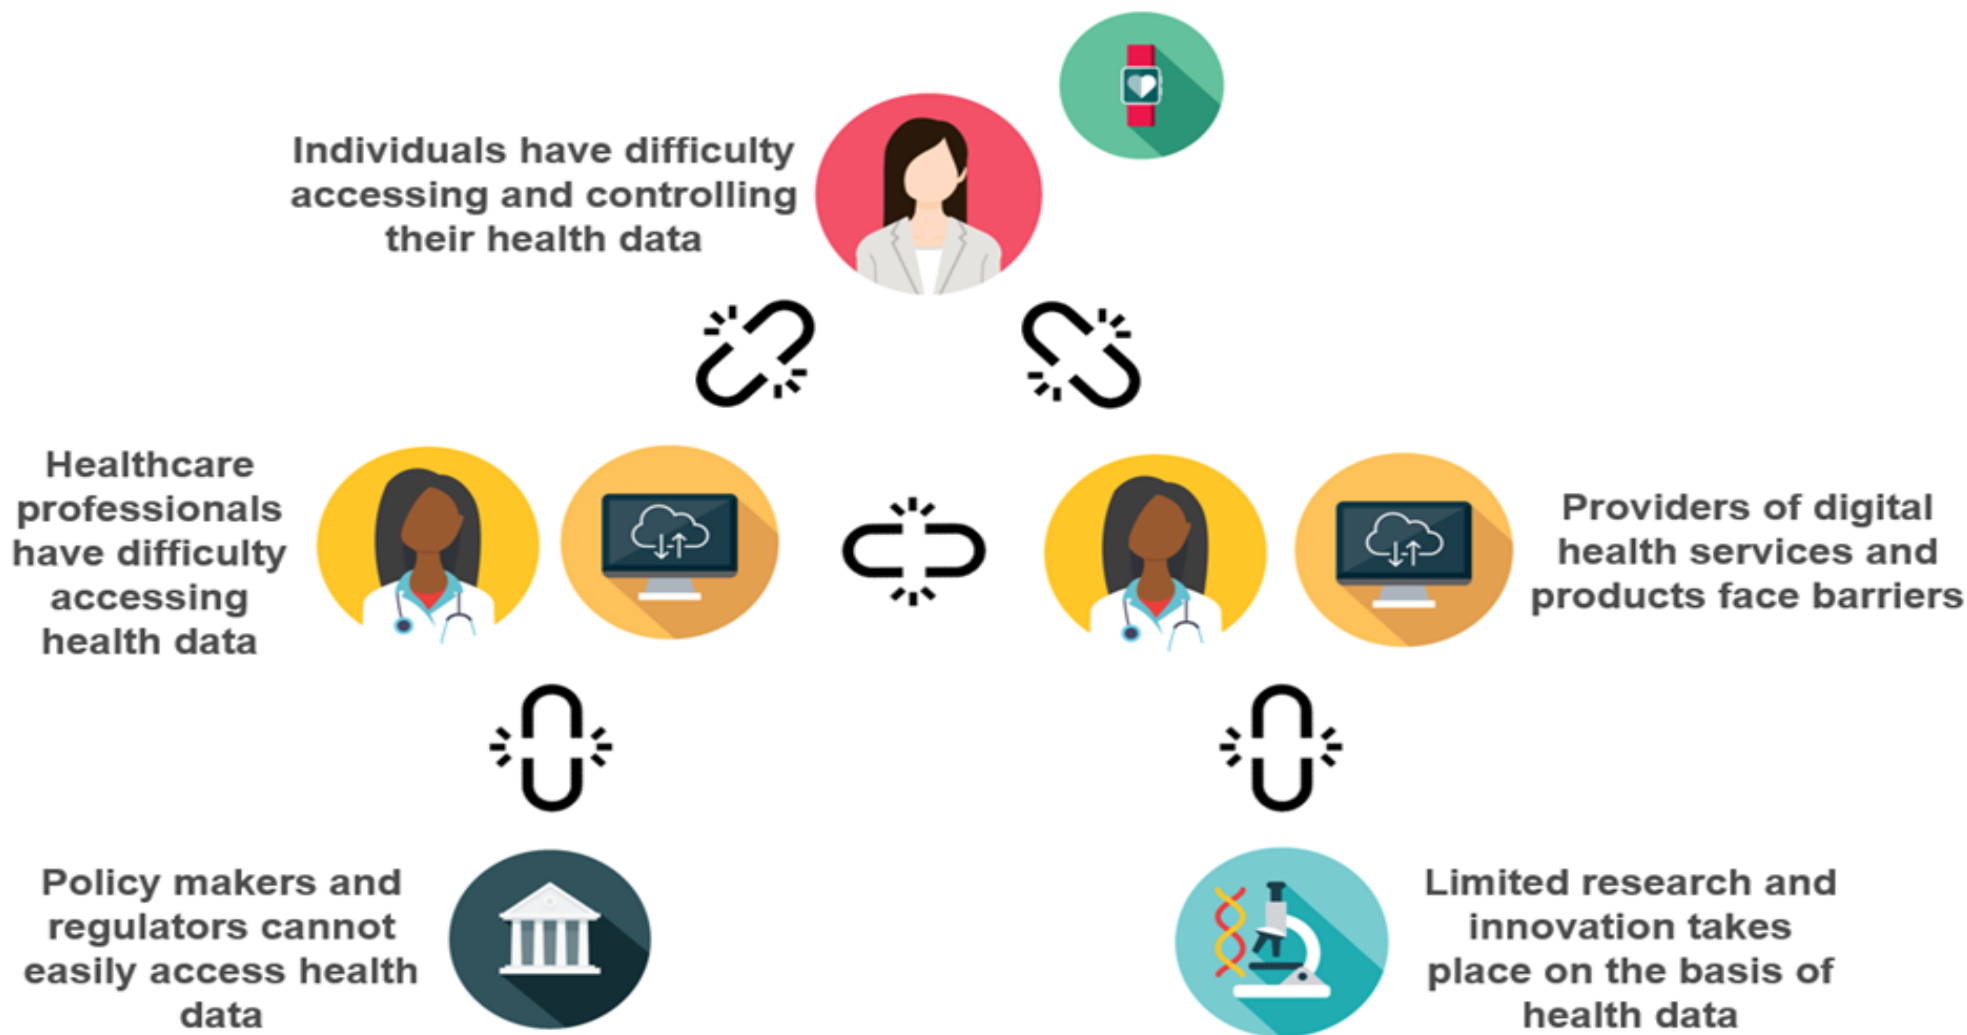 Individuals have difficulty
accessing and controlling
their health data
Healthcare
professionals
have difficulty
accessing
health data
Providers of digital
health services and
products face barriers
Policy makers and
regulators cannot
easily access health
data
Limited research and
innovation takes
place on the basis of
health data